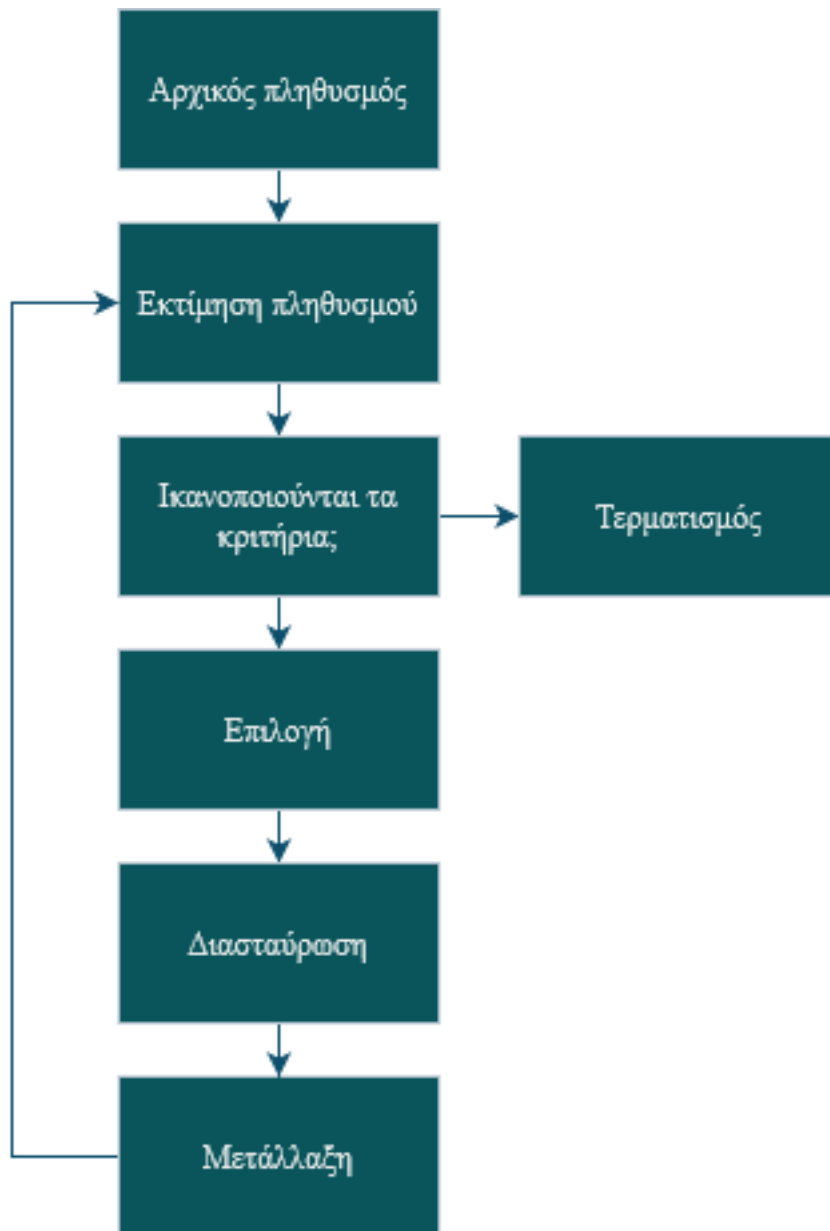 Αρχικός πληθυσμός
Εκτίμηση πληθυσμού
Ικανοποιούνται τα
κριτήρια;
Τερματισμός
Επιλογή
Διασταύρωση
Μετάλλαξη